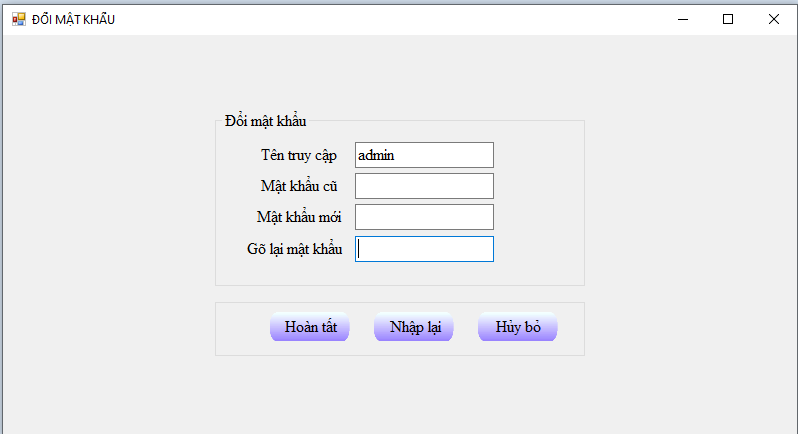 ĐỔI MẬT KHẨU
Đổi mật khẩu
Tên truy cập admin
Mật khẩu cũ
Mật khẩu mới
Gõ lại mật khẩu
Hoàn tất Nhập lại Hủy bỏ